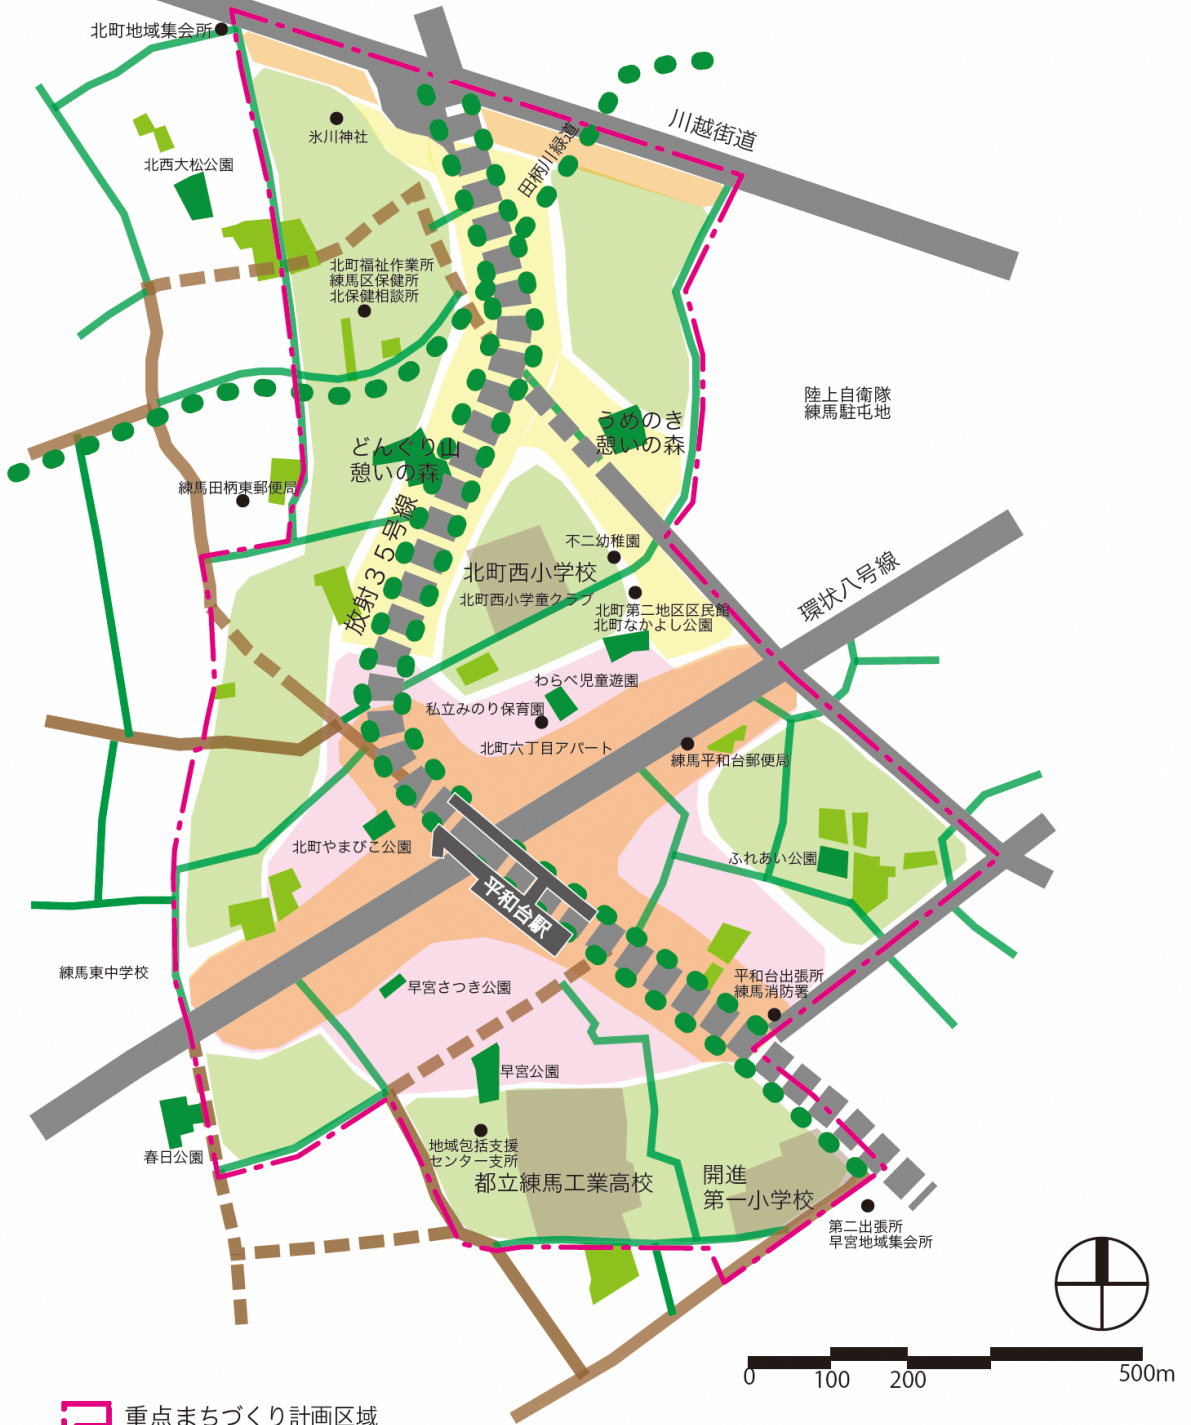 北町地域集会所
川越街道
氷川神社
田柄川緑道
北西大松公園
北町福祉作業所
練馬区保健所
北保健相談所
陸上自衛隊
練馬駐屯地
うめのき
憩いの森
どんぐり山
憩いの森
練馬田柄東郵便局
放射35号線
不二幼稚園
北町西小学校
北町西小学童クラブ
環状八号線
北町第二地区区民館
北町なかよし公園
わらべ児童遊園
私立みのり保育園
北町六丁目アパート
練馬平和台郵便局
北町やまびこ公園
ふれあい公園
平和台駅
練馬東中学校
早宮さつき公園
平和台出張所
練馬消防署
早宮公園
春日公園
地域包括支援
センター支所
都立練馬工業高校
開進
第一小学校
第二出張所
早宮地域集会所
0 100 200 500m
重点まちづくり計画区域